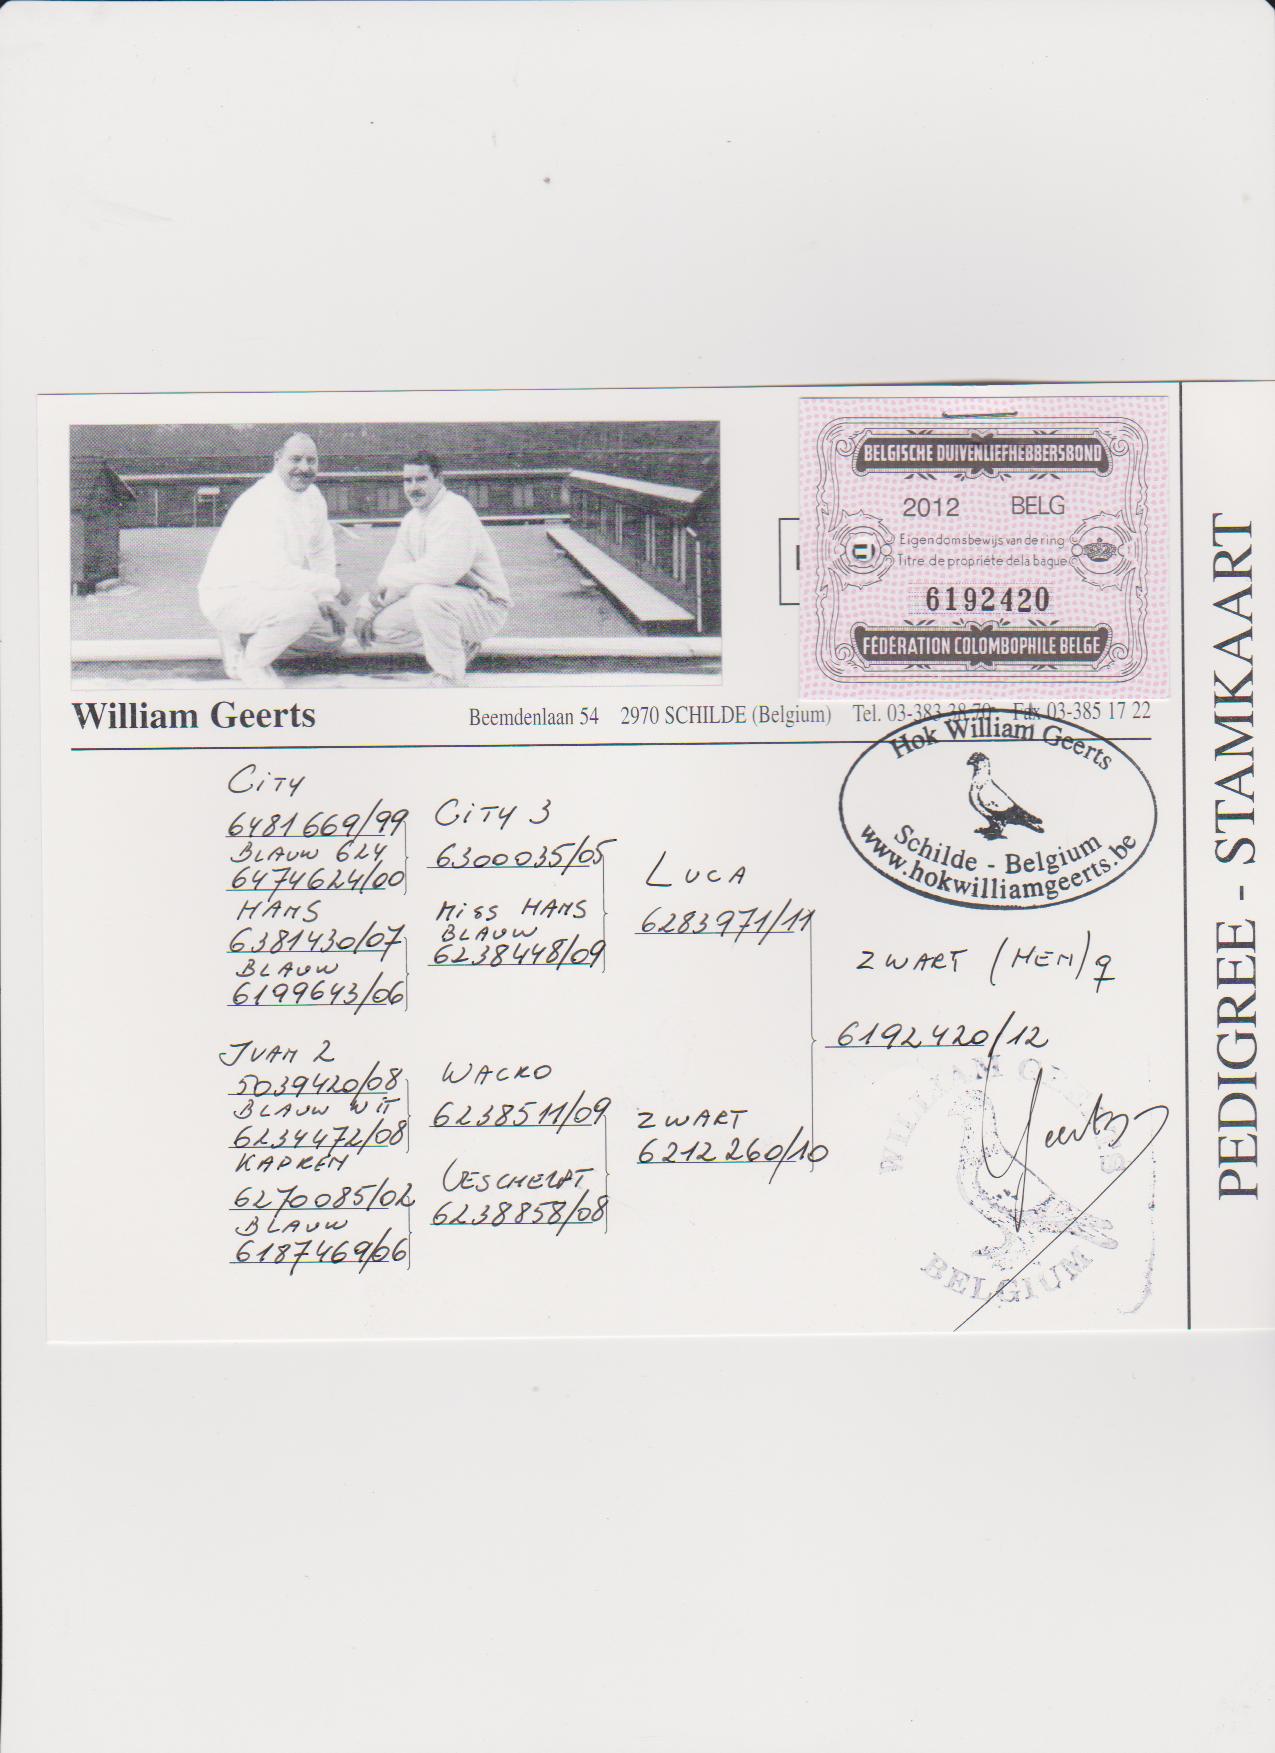 BELGISCHE DUIVENLIEFHEBBERSBOND
2012 BELG
Eigendomsbewijs van de ring
Titre de propriété de la bague
6192420
FÉDÉRATION COLOMBOPHILE BELGE
William Geerts
Beemdenlaan 54 2970 SCHILDE (Belgium) Tel. 03-383 38 70 Fax 03-385 17 22
Hok William Geerts
Schilde - Belgium
www.hokwilliamgeerts.be
PEDIGREE - STAMKAART
CITY
6481669/99
BLAUW 624
6474624/00
HANS
6381430/07
BLAUW
6199643/06
JUAN 2
5039420/08
BLAUW WIT
6234472/08
KAPREN
6270085/02
BLAUW
6187469/06
CITY 3
6300035/05
MISS HANS
BLAUW
6238448/09
WACKO
6238511/09
6238858/08
LUCA
6283971/11
ZWART
6212260/10
ZWART (HEN) ♀
6192420/12
WILLIAM GEERTS
BELGIUM
Geerts